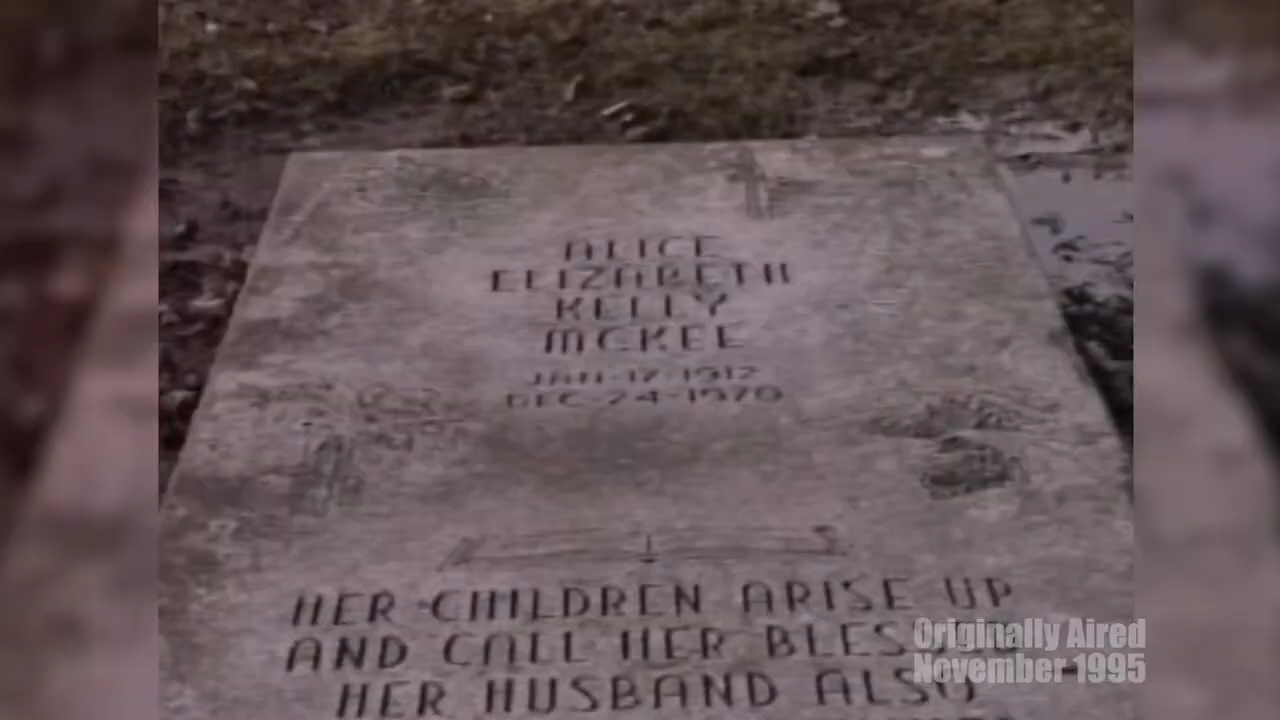 ALICE
ELIZABETH
KELLY
MCKEE
JAN·17·1912
DEC·24·1970
HER CHILDREN ARISE UP
AND CALL HER BLESSED
HER HUSBAND ALSO
Originally Aired
November 1995